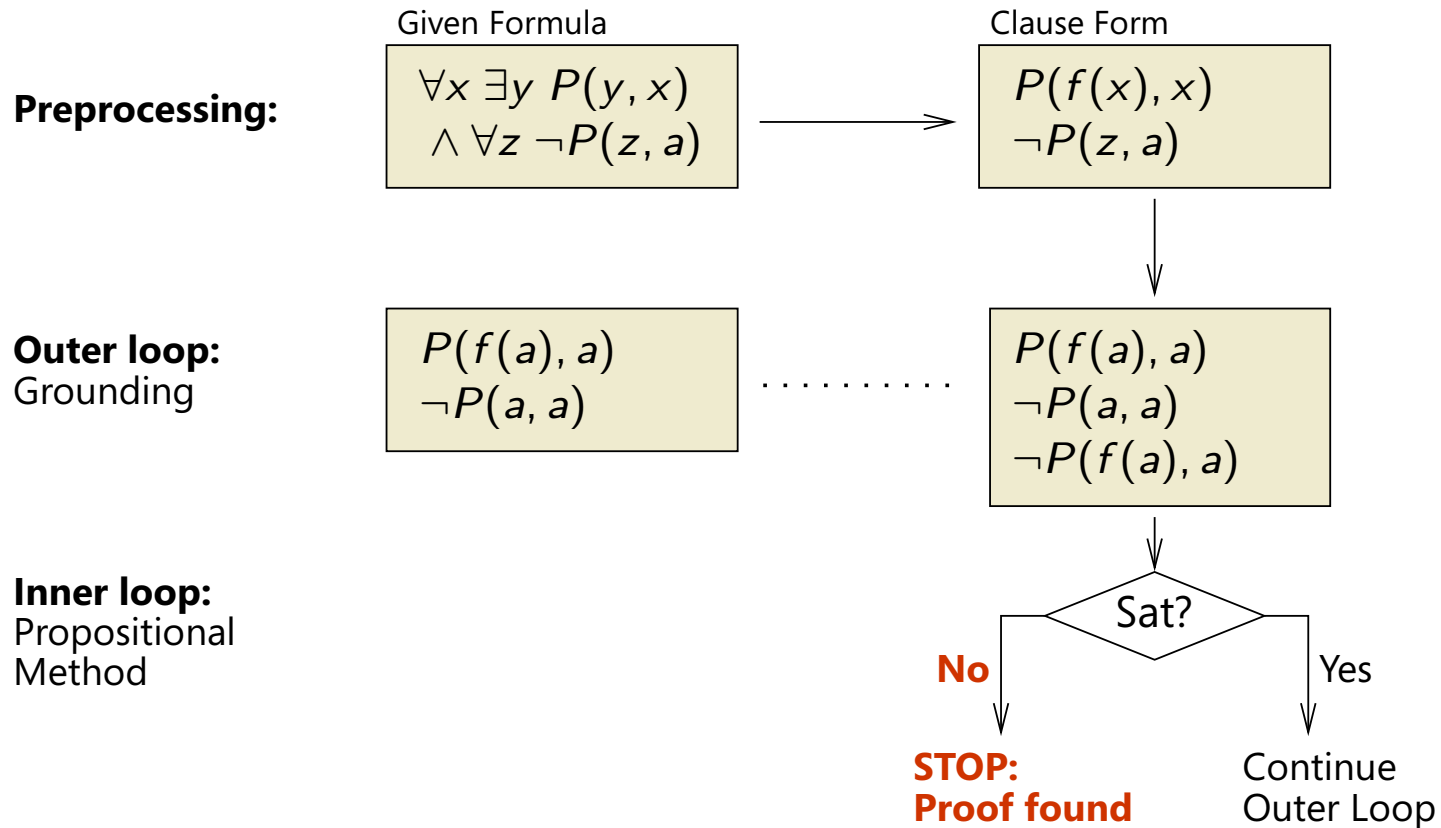 Given Formula
Clause Form
Preprocessing:
∀x ∃y P(y, x)
∧ ∀z ¬P(z, a)
P(f(x), x)
¬P(z, a)
Outer loop:
Grounding
P(f(a), a)
¬P(a, a)
. . . . . . . . . .
P(f(a), a)
¬P(a, a)
¬P(f(a), a)
Inner loop:
Propositional
Method
Sat?
No
Yes
STOP:
Proof found
Continue
Outer Loop